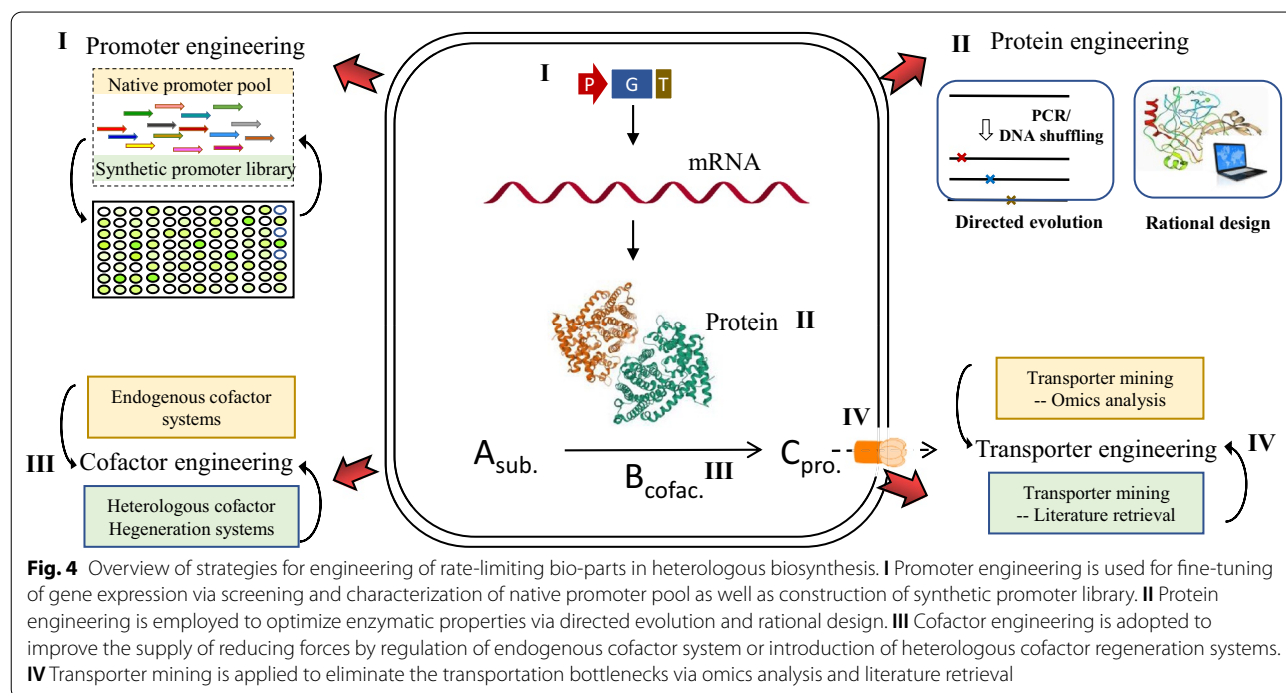 I Promoter engineering
Native promoter pool
Synthetic promoter library
I
P G T
mRNA
Protein II
A sub.
B cofac. III
C pro.
IV
II Protein engineering
PCR/
DNA shuffling
Directed evolution
Rational design
Endogenous cofactor
systems
III Cofactor engineering
Heterologous cofactor
Hegeneration systems
Transporter mining
-- Omics analysis
Transporter engineering IV
Transporter mining
-- Literature retrieval
Fig. 4 Overview of strategies for engineering of rate-limiting bio-parts in heterologous biosynthesis. I Promoter engineering is used for fine-tuning
of gene expression via screening and characterization of native promoter pool as well as construction of synthetic promoter library. II Protein
engineering is employed to optimize enzymatic properties via directed evolution and rational design. III Cofactor engineering is adopted to
improve the supply of reducing forces by regulation of endogenous cofactor system or introduction of heterologous cofactor regeneration systems.
IV Transporter mining is applied to eliminate the transportation bottlenecks via omics analysis and literature retrieval